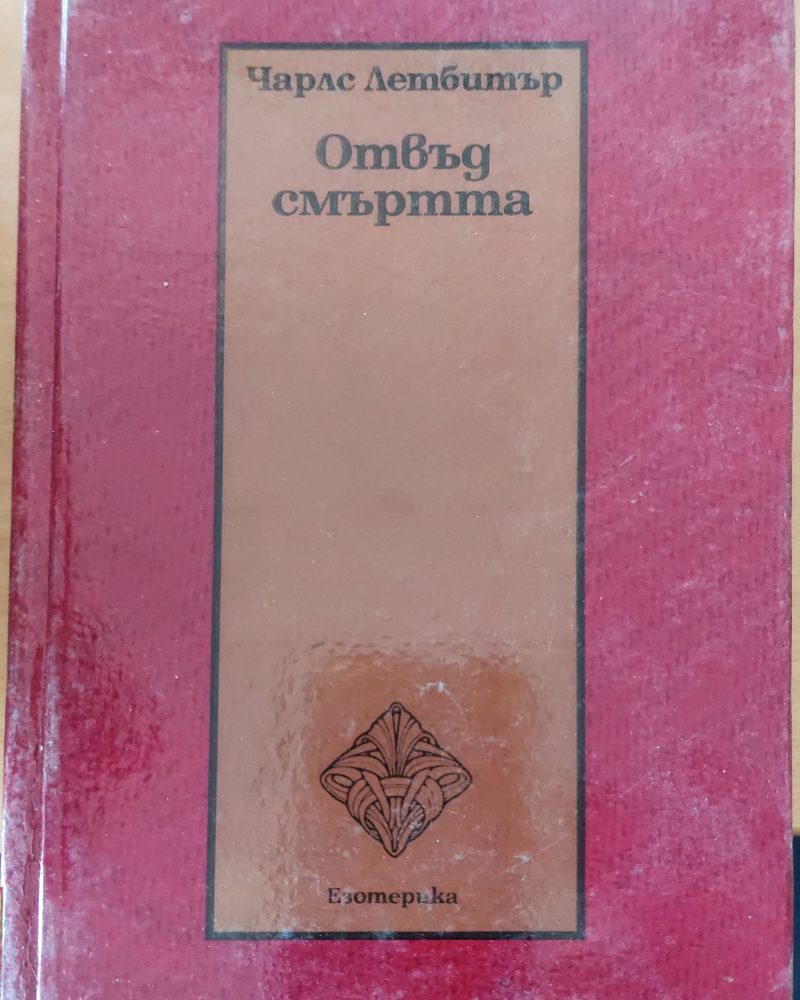 Чарлс Летбитър
Отвъд
смъртта
Езотерика